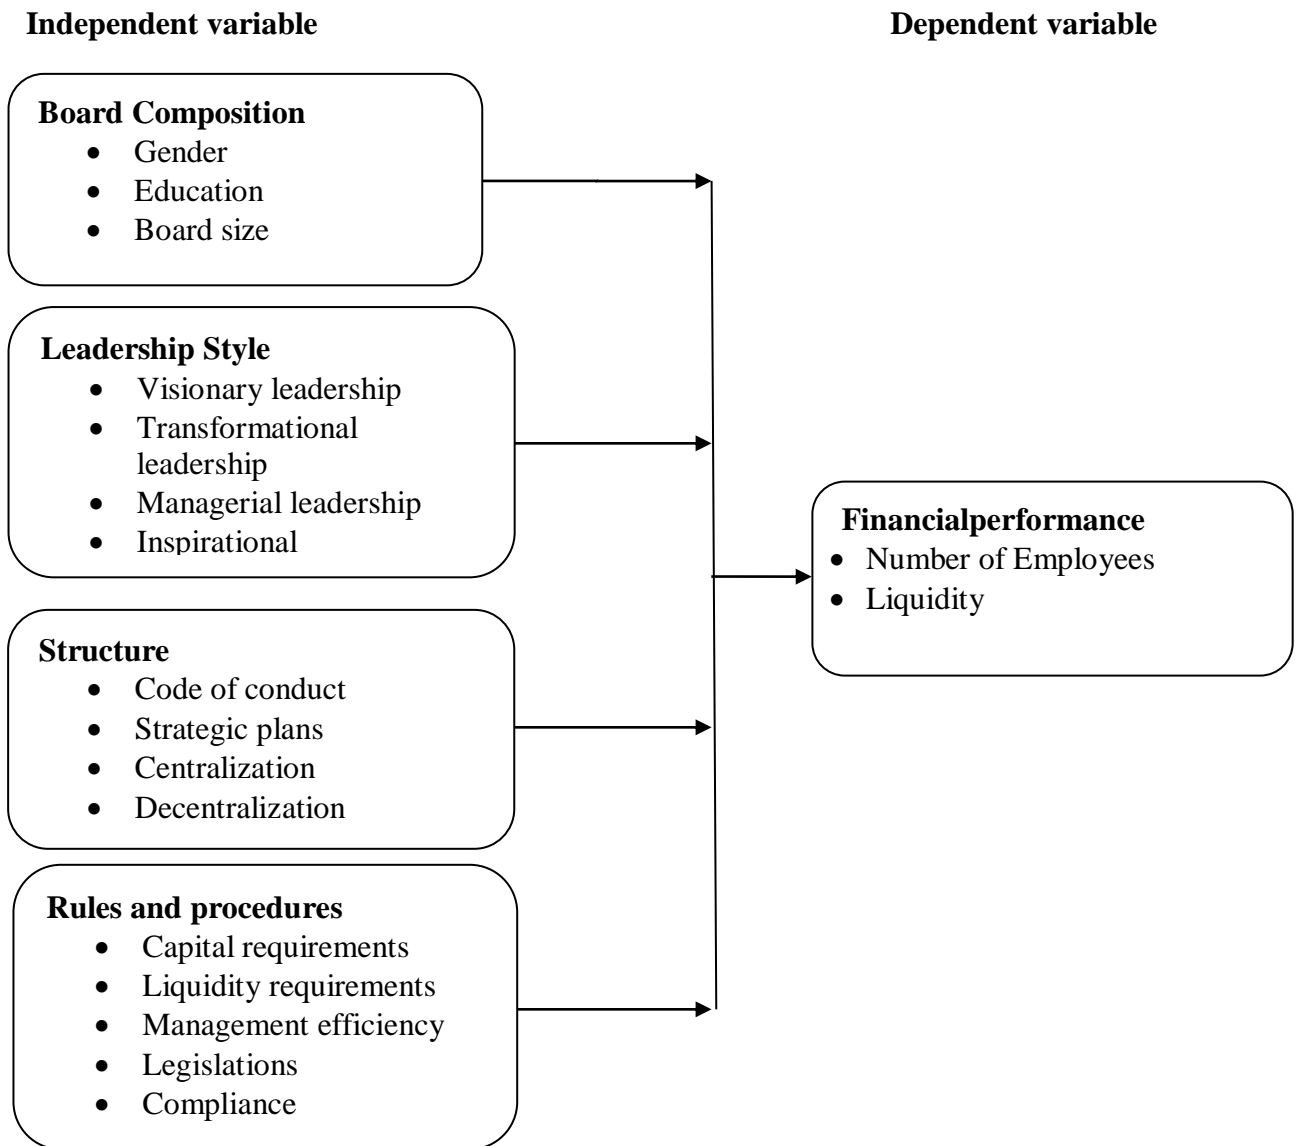 Independent variable
Dependent variable
Board Composition
• Gender
• Education
• Board size
Leadership Style
• Visionary leadership
• Transformational
leadership
• Managerial leadership
• Inspirational
Structure
• Code of conduct
• Strategic plans
• Centralization
• Decentralization
Rules and procedures
• Capital requirements
• Liquidity requirements
• Management efficiency
• Legislations
• Compliance
Financialperformance
• Number of Employees
• Liquidity